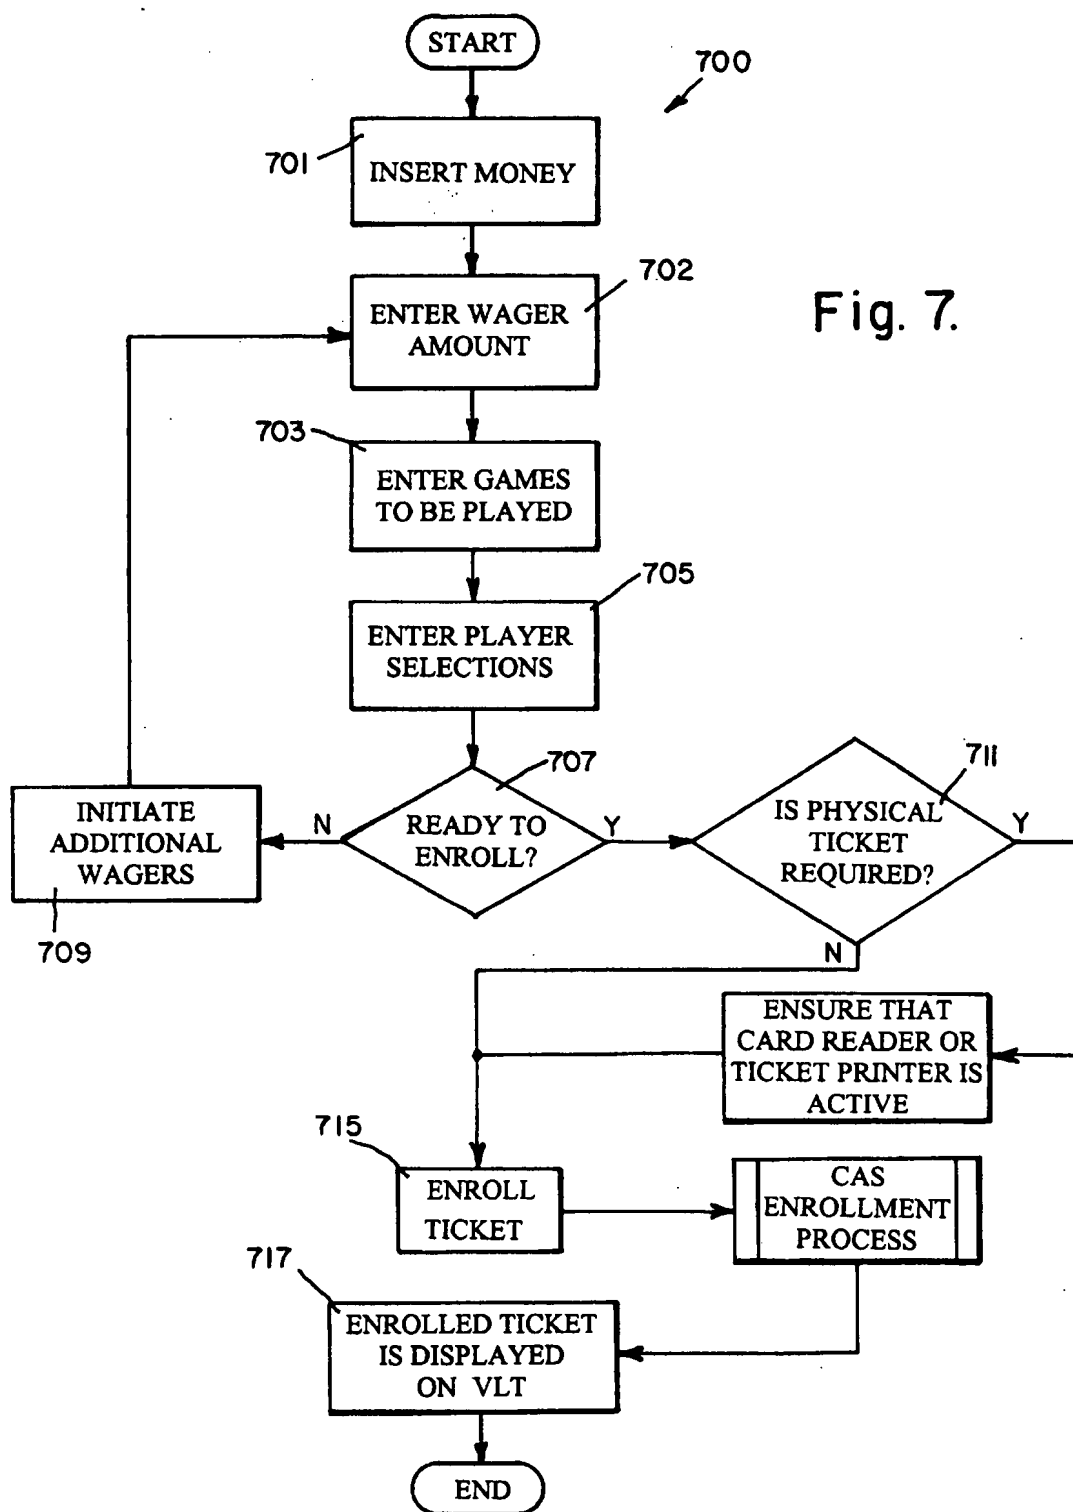 START
700
701
INSERT MONEY
702
ENTER WAGER
AMOUNT
Fig. 7.
703
ENTER GAMES
TO BE PLAYED
705
ENTER PLAYER
SELECTIONS
707
READY TO
ENROLL?
N
Y
INITIATE
ADDITIONAL
WAGERS
709
711
IS PHYSICAL
TICKET
REQUIRED?
Y
N
ENSURE THAT
CARD READER OR
TICKET PRINTER IS
ACTIVE
715
ENROLL
TICKET
CAS
ENROLLMENT
PROCESS
717
ENROLLED TICKET
IS DISPLAYED
ON VLT
END